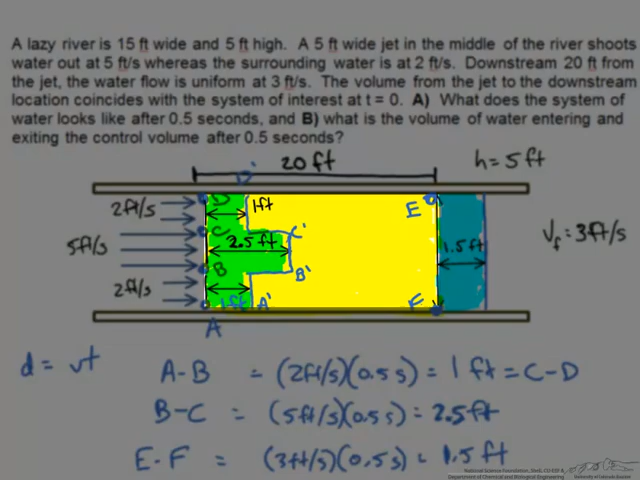 A lazy river is 15 ft wide and 5 ft high. A 5 ft wide jet in the middle of the river shoots
water out at 5 ft/s whereas the surrounding water is at 2 ft/s. Downstream 20 ft from
the jet, the water flow is uniform at 3 ft/s. The volume from the jet to the downstream
location coincides with the system of interest at t = 0. A) What does the system of
water looks like after 0.5 seconds, and B) what is the volume of water entering and
exiting the control volume after 0.5 seconds?
20 ft
h = 5 ft
D'
2 ft/s
D
1 ft
E
C
C'
5 ft/s
2.5 ft
1.5 ft
Vf = 3 ft/s
B
B'
2 ft/s
1 ft
A'
F
A
d = vt
A-B = (2 ft/s)(0.5 s) = 1 ft = C-D
B-C = (5 ft/s)(0.5 s) = 2.5 ft
E-F = (3 ft/s)(0.5 s) = 1.5 ft
Department of Chemical and Biological Engineering